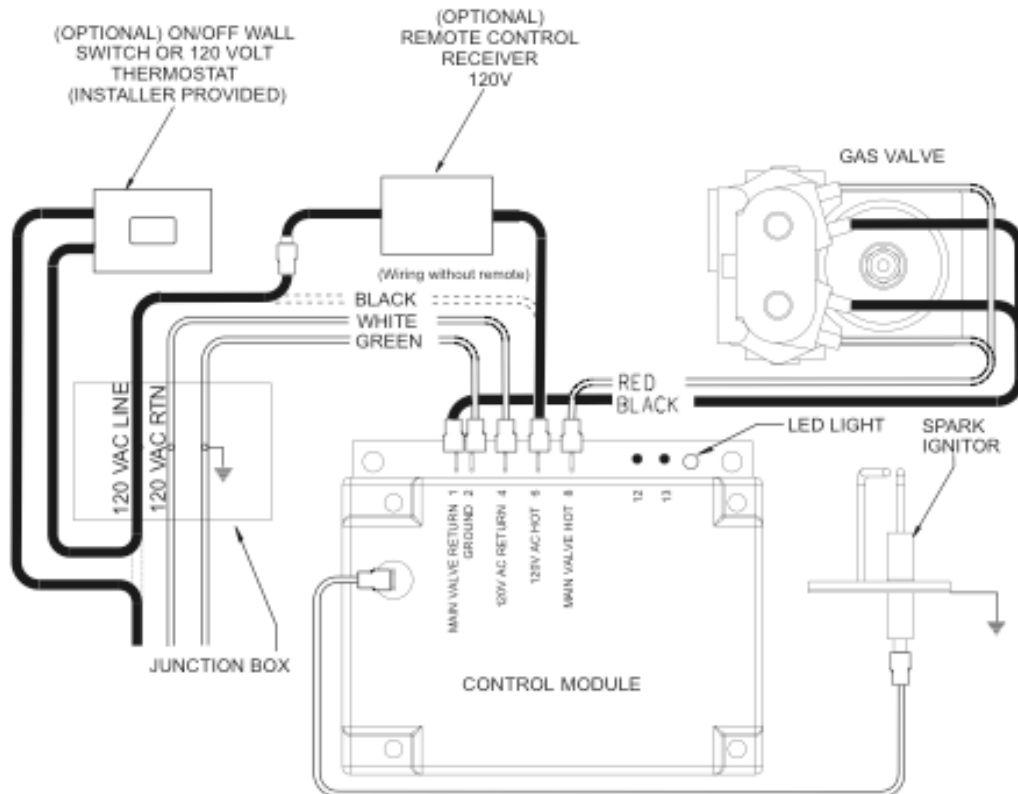 (OPTIONAL) ON/OFF WALL
SWITCH OR 120 VOLT
THERMOSTAT
(INSTALLER PROVIDED)
(OPTIONAL)
REMOTE CONTROL
RECEIVER
120V
GAS VALVE
(Wiring without remote)
BLACK
WHITE
GREEN
RED
BLACK
120 VAC LINE
120 VAC RTN
LED LIGHT
SPARK
IGNITOR
MAIN VALVE RETURN 1
GROUND 2
120V AC RETURN 4
120V AC HOT 6
MAIN VALVE HOT 8
12
13
JUNCTION BOX
CONTROL MODULE